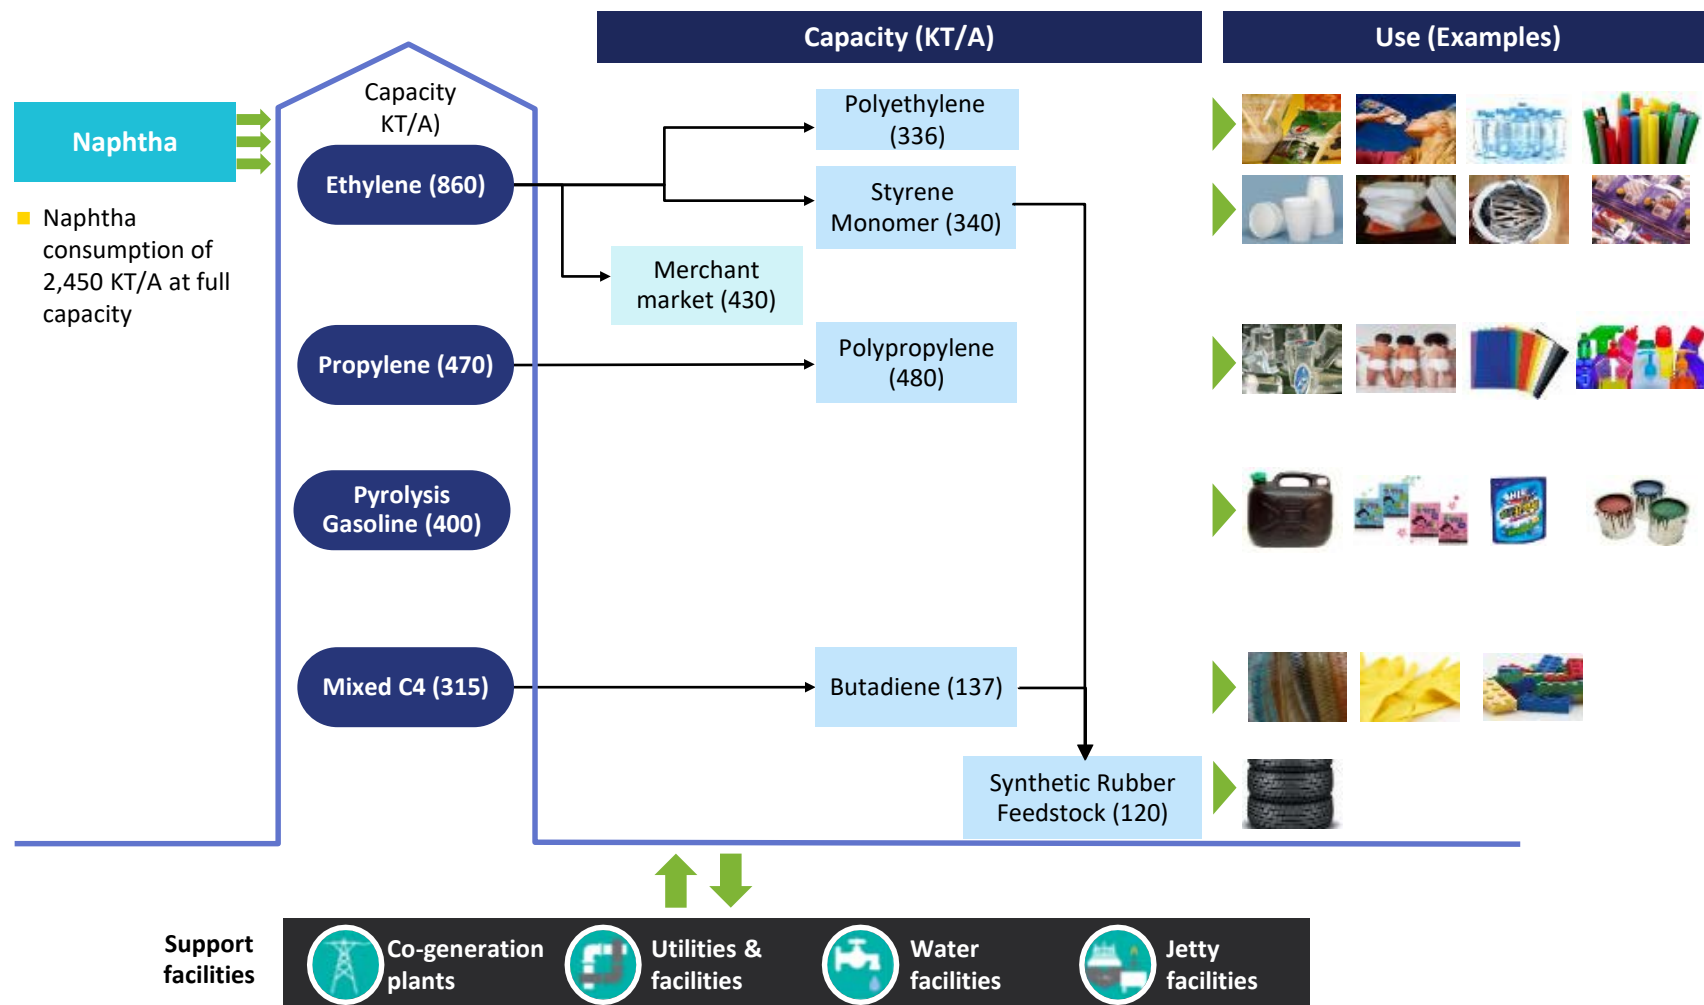 Capacity (KT/A)
Use (Examples)
Naphtha
Naphtha
consumption of
2,450 KT/A at full
capacity
Capacity
KT/A)
Ethylene (860)
Propylene (470)
Pyrolysis
Gasoline (400)
Mixed C4 (315)
Merchant
market (430)
Polyethylene
(336)
Styrene
Monomer (340)
Polypropylene
(480)
Butadiene (137)
Synthetic Rubber
Feedstock (120)
Support
facilities
Co-generation
plants
Utilities &
facilities
Water
facilities
Jetty
facilities